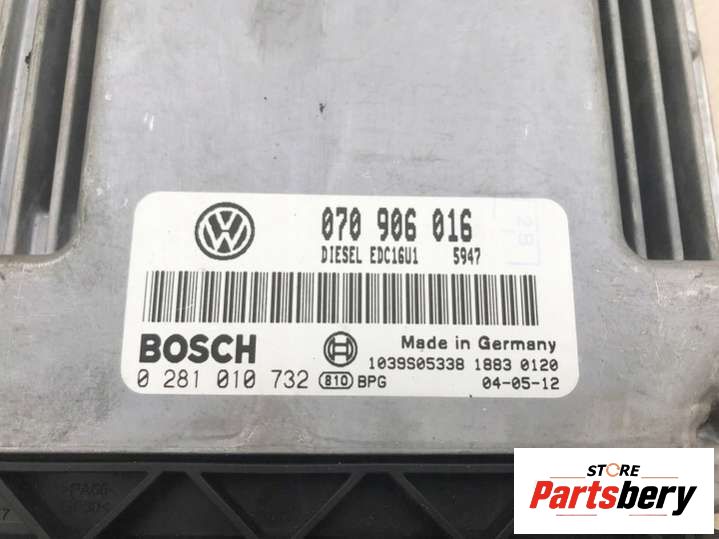 070 906 016
DIESEL EDC16U1 5947
BOSCH
Made in Germany
1039S05338 1883 0120
0 281 010 732 810 BPG 04-05-12
STORE
Partsbery